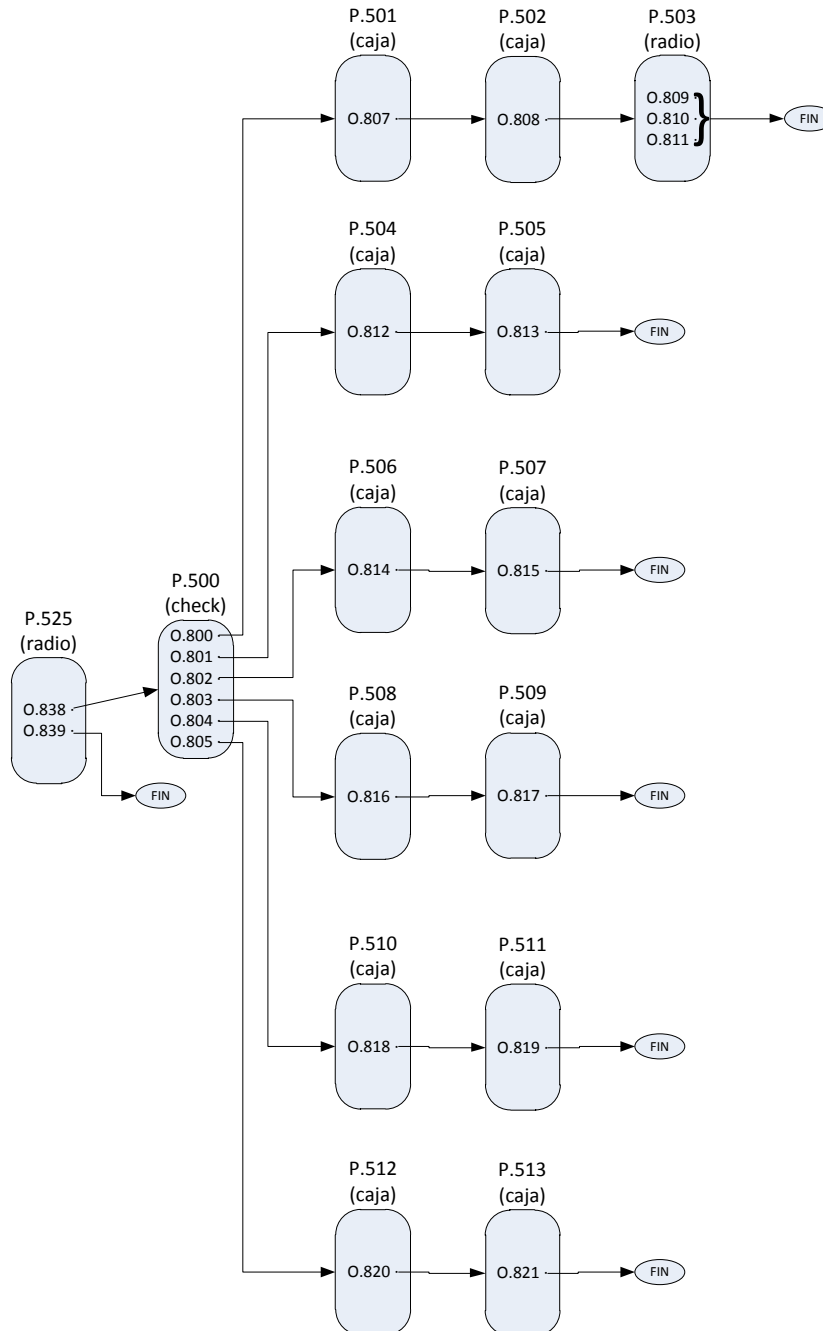 P.501
(caja)
P.502
(caja)
P.503
(radio)
O.807
O.808
O.809
O.810
O.811
}
FIN
P.504
(caja)
P.505
(caja)
O.812
O.813
FIN
P.506
(caja)
P.507
(caja)
O.814
O.815
FIN
P.525
(radio)
O.838
O.839
FIN
P.500
(check)
O.800
O.801
O.802
O.803
O.804
O.805
P.508
(caja)
P.509
(caja)
O.816
O.817
FIN
P.510
(caja)
P.511
(caja)
O.818
O.819
FIN
P.512
(caja)
P.513
(caja)
O.820
O.821
FIN